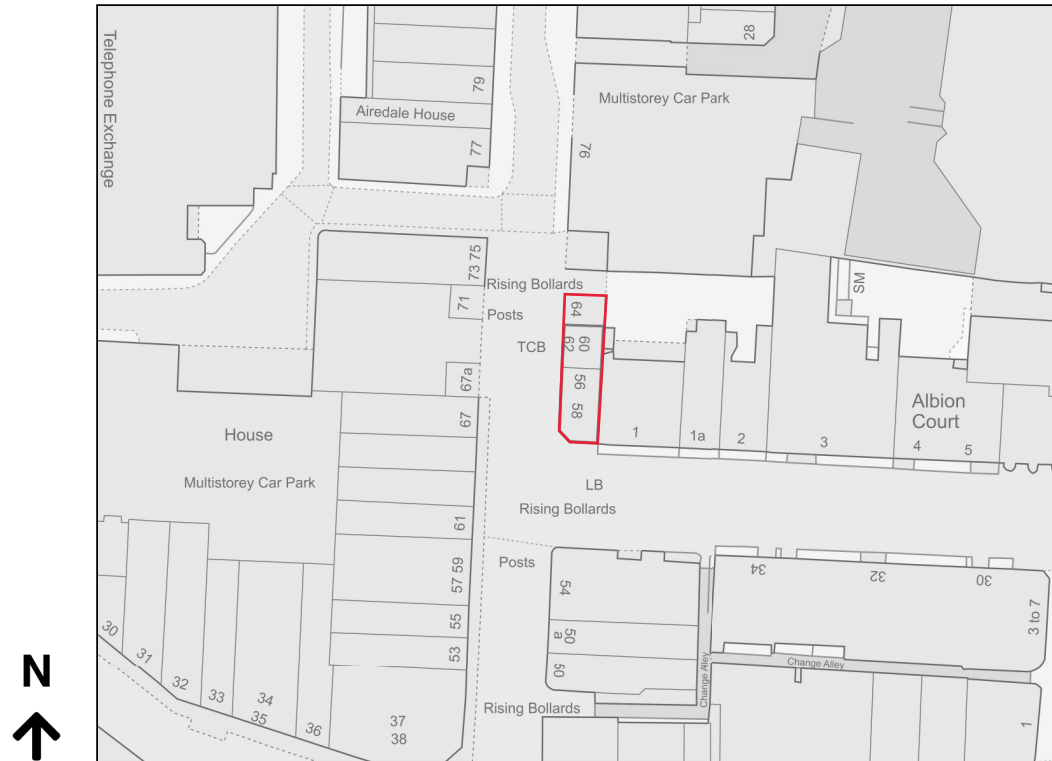 Telephone Exchange
79
Airedale House
77
28
Multistorey Car Park
76
73 75
Rising Bollards
71
Posts
64
TCB
62
60
SM
67a
56
58
67
1
1a
2
3
Albion
Court
4
5
House
Multistorey Car Park
LB
Rising Bollards
61
Posts
57 59
54
34
32
30
3 to 7
55
50
a
53
50
Change Alley
Change Alley
30
31
32
33
34
35
36
37
38
Rising Bollards
1
N